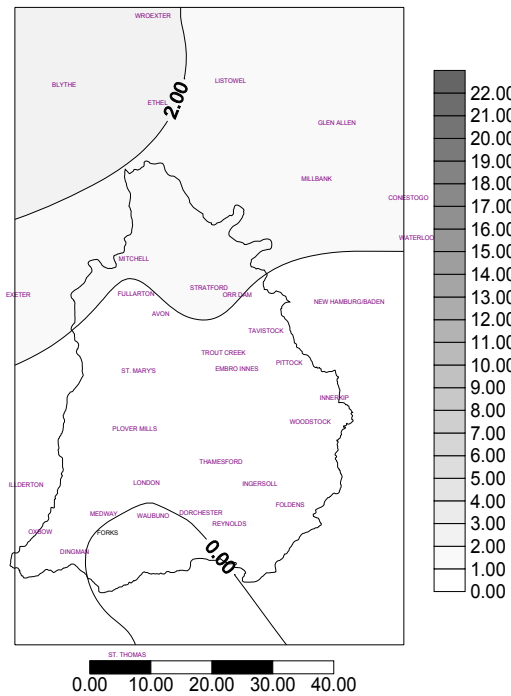 WROEXTER
BLYTHE
LISTOWEL
ETHEL
2.00
GLEN ALLEN
MILLBANK
CONESTOGO
WATERLOO
MITCHELL
EXETER
FULLARTON
STRATFORD
ORR DAM
NEW HAMBURG/BADEN
AVON
TAVISTOCK
TROUT CREEK
PITTOCK
ST. MARY'S
EMBRO INNES
INNERKIP
WOODSTOCK
PLOVER MILLS
THAMESFORD
ILLDERTON
LONDON
INGERSOLL
FOLDENS
MEDWAY
WAUBUNO
DORCHESTER
REYNOLDS
OXBOW
FORKS
DINGMAN
0.00
ST. THOMAS
0.00 10.00 20.00 30.00 40.00
22.00
21.00
20.00
19.00
18.00
17.00
16.00
15.00
14.00
13.00
12.00
11.00
10.00
9.00
8.00
7.00
6.00
5.00
4.00
3.00
2.00
1.00
0.00